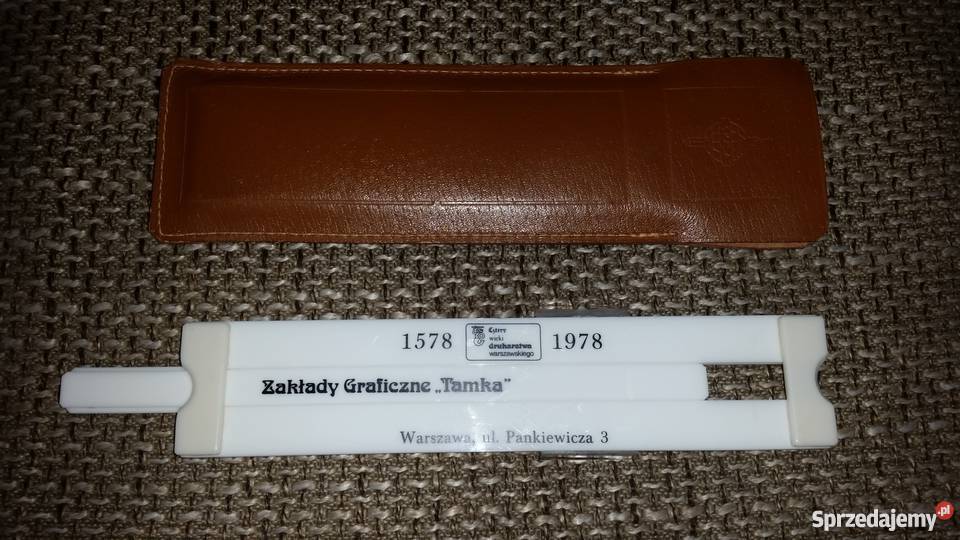 1578 1978
Cztery
wieki
drukarstwa
warszawskiego
Zakłady Graficzne „Tamka”
Warszawa, ul. Pankiewicza 3
Sprzedajemy.pl